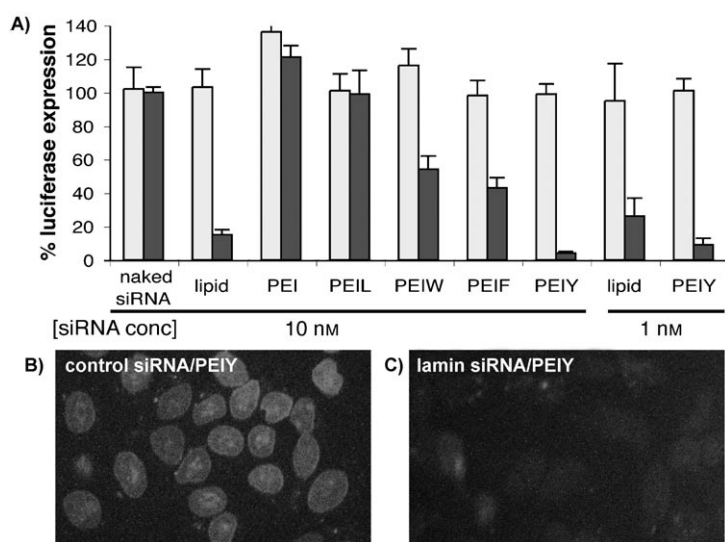 A)
% luciferase expression
140
120
100
80
60
40
20
0
naked siRNA
lipid
PEI
PEIL
PEIW
PEIF
PEIY
lipid
PEIY
[siRNA conc]
10 nM
1 nM
B) control siRNA/PEIY
C) lamin siRNA/PEIY